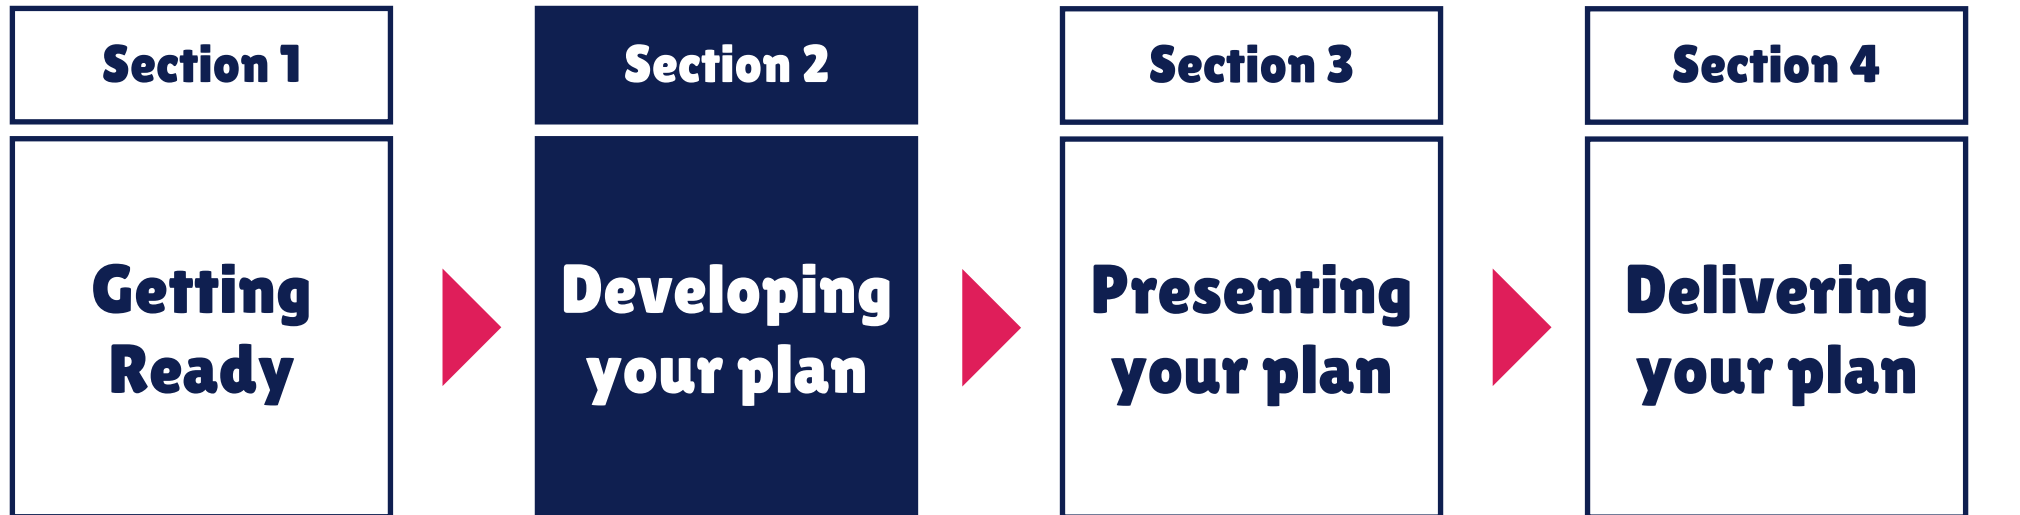 Section 1
Section 2
Section 3
Section 4
Getting
Ready
Developing
your plan
Presenting
your plan
Delivering
your plan